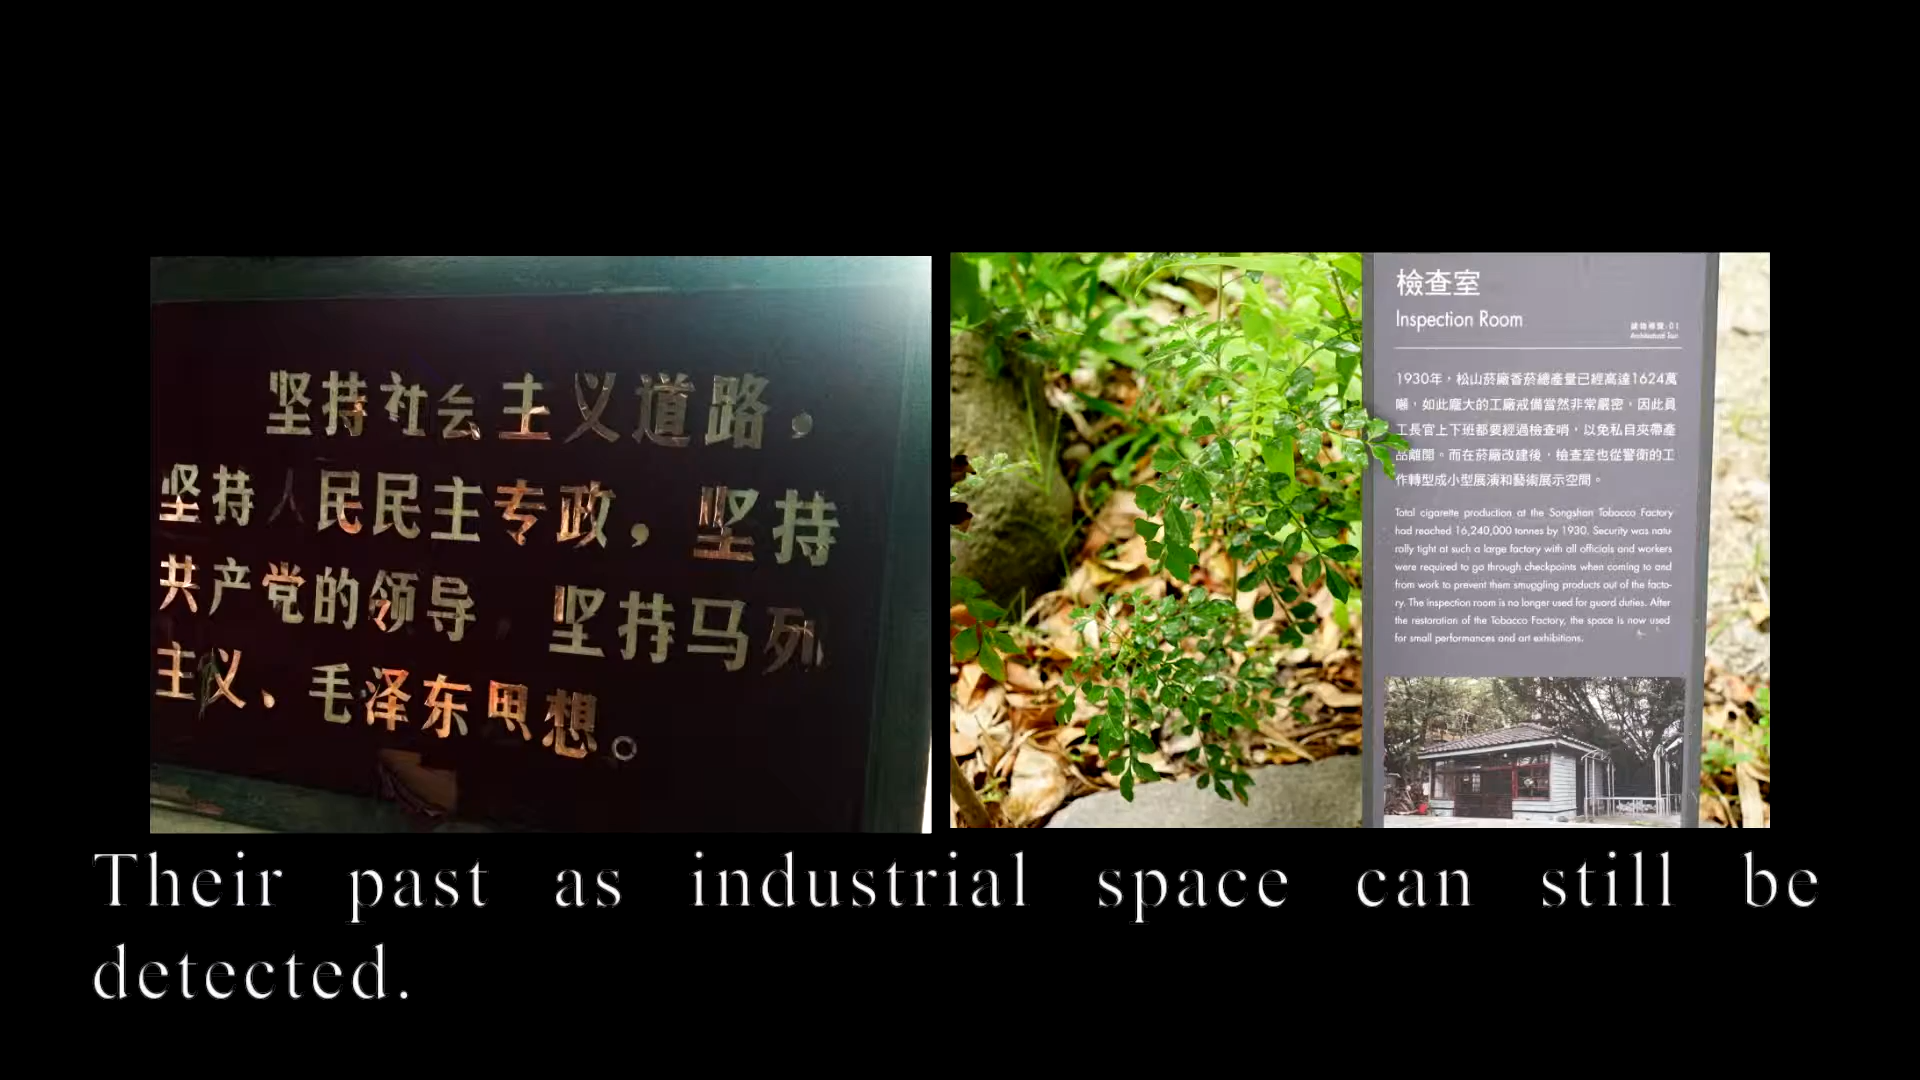 坚持社会主义道路，
坚持人民民主专政，坚持
共产党的领导 坚持马列
主义、毛泽东思想。
檢查室
Inspection Room
Architectural Tour
1930年，松山菸廠香菸總產量已經高達1624萬
噸，如此龐大的工廠戒備當然非常嚴密，因此員
工長官上下班都要經過檢查哨，以免私自夾帶產
品離開。而在菸廠改建後，檢查室也從警衛的工
作轉型成小型展演和藝術展示空間。
Total cigarette production at the Songshan Tobacco Factory
had reached 16,240,000 tonnes by 1930. Security was natu-
rally tight at such a large factory with all officials and workers
were required to go through checkpoints when coming to and
from work to prevent them smuggling products out of the facto-
ry. The inspection room is no longer used for guard duties. After
the restoration of the Tobacco Factory, the space is now used
for small performances and art exhibitions.
Their past as industrial space can still be
detected.